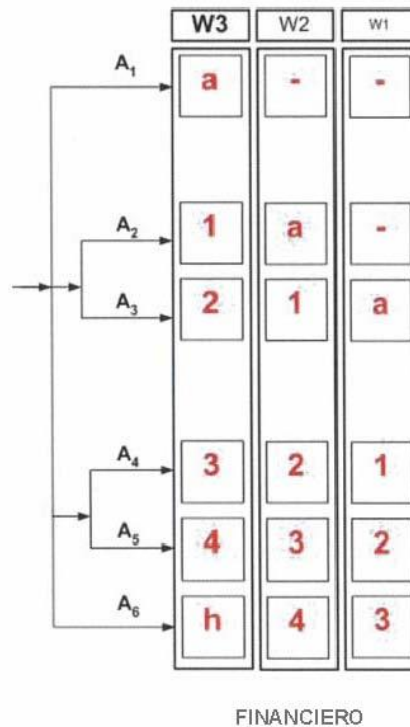 W3 W2 W1
A1 a - -
A2 1 a -
A3 2 1 a
A4 3 2 1
A5 4 3 2
A6 h 4 3
FINANCIERO